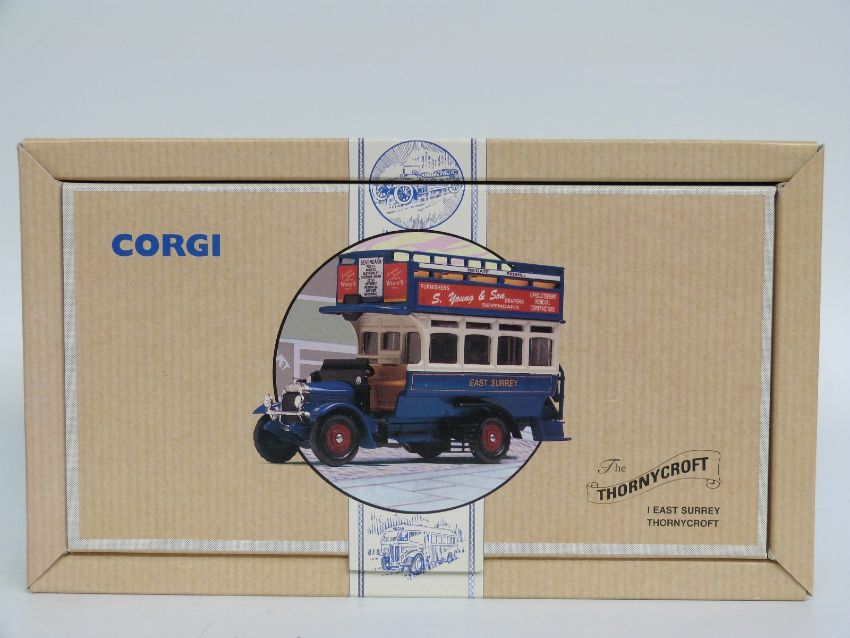 CORGI
FURNISHERS
S. Young & Son
DRAPERS
SEVENOAKS
UPHOLSTERERS
REMOVAL
CONTRACTORS
EAST SURREY
The
THORNYCROFT
1 EAST SURREY
THORNYCROFT